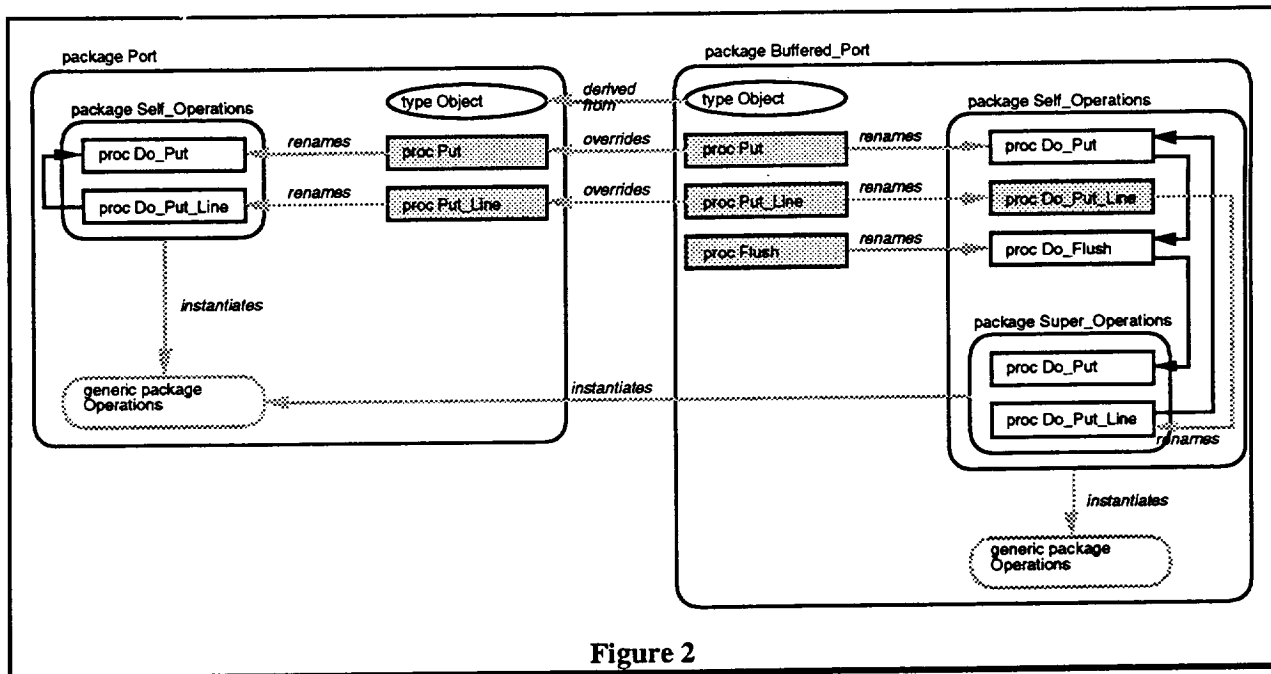 package Port
package Self_Operations
proc Do_Put
proc Do_Put_Line
renames
renames
type Object
proc Put
proc Put_Line
instantiates
generic package
Operations
derived
from
overrides
overrides
instantiates
package Buffered_Port
type Object
proc Put
proc Put_Line
proc Flush
renames
renames
renames
package Self_Operations
proc Do_Put
proc Do_Put_Line
proc Do_Flush
package Super_Operations
proc Do_Put
proc Do_Put_Line
renames
instantiates
generic package
Operations
Figure 2